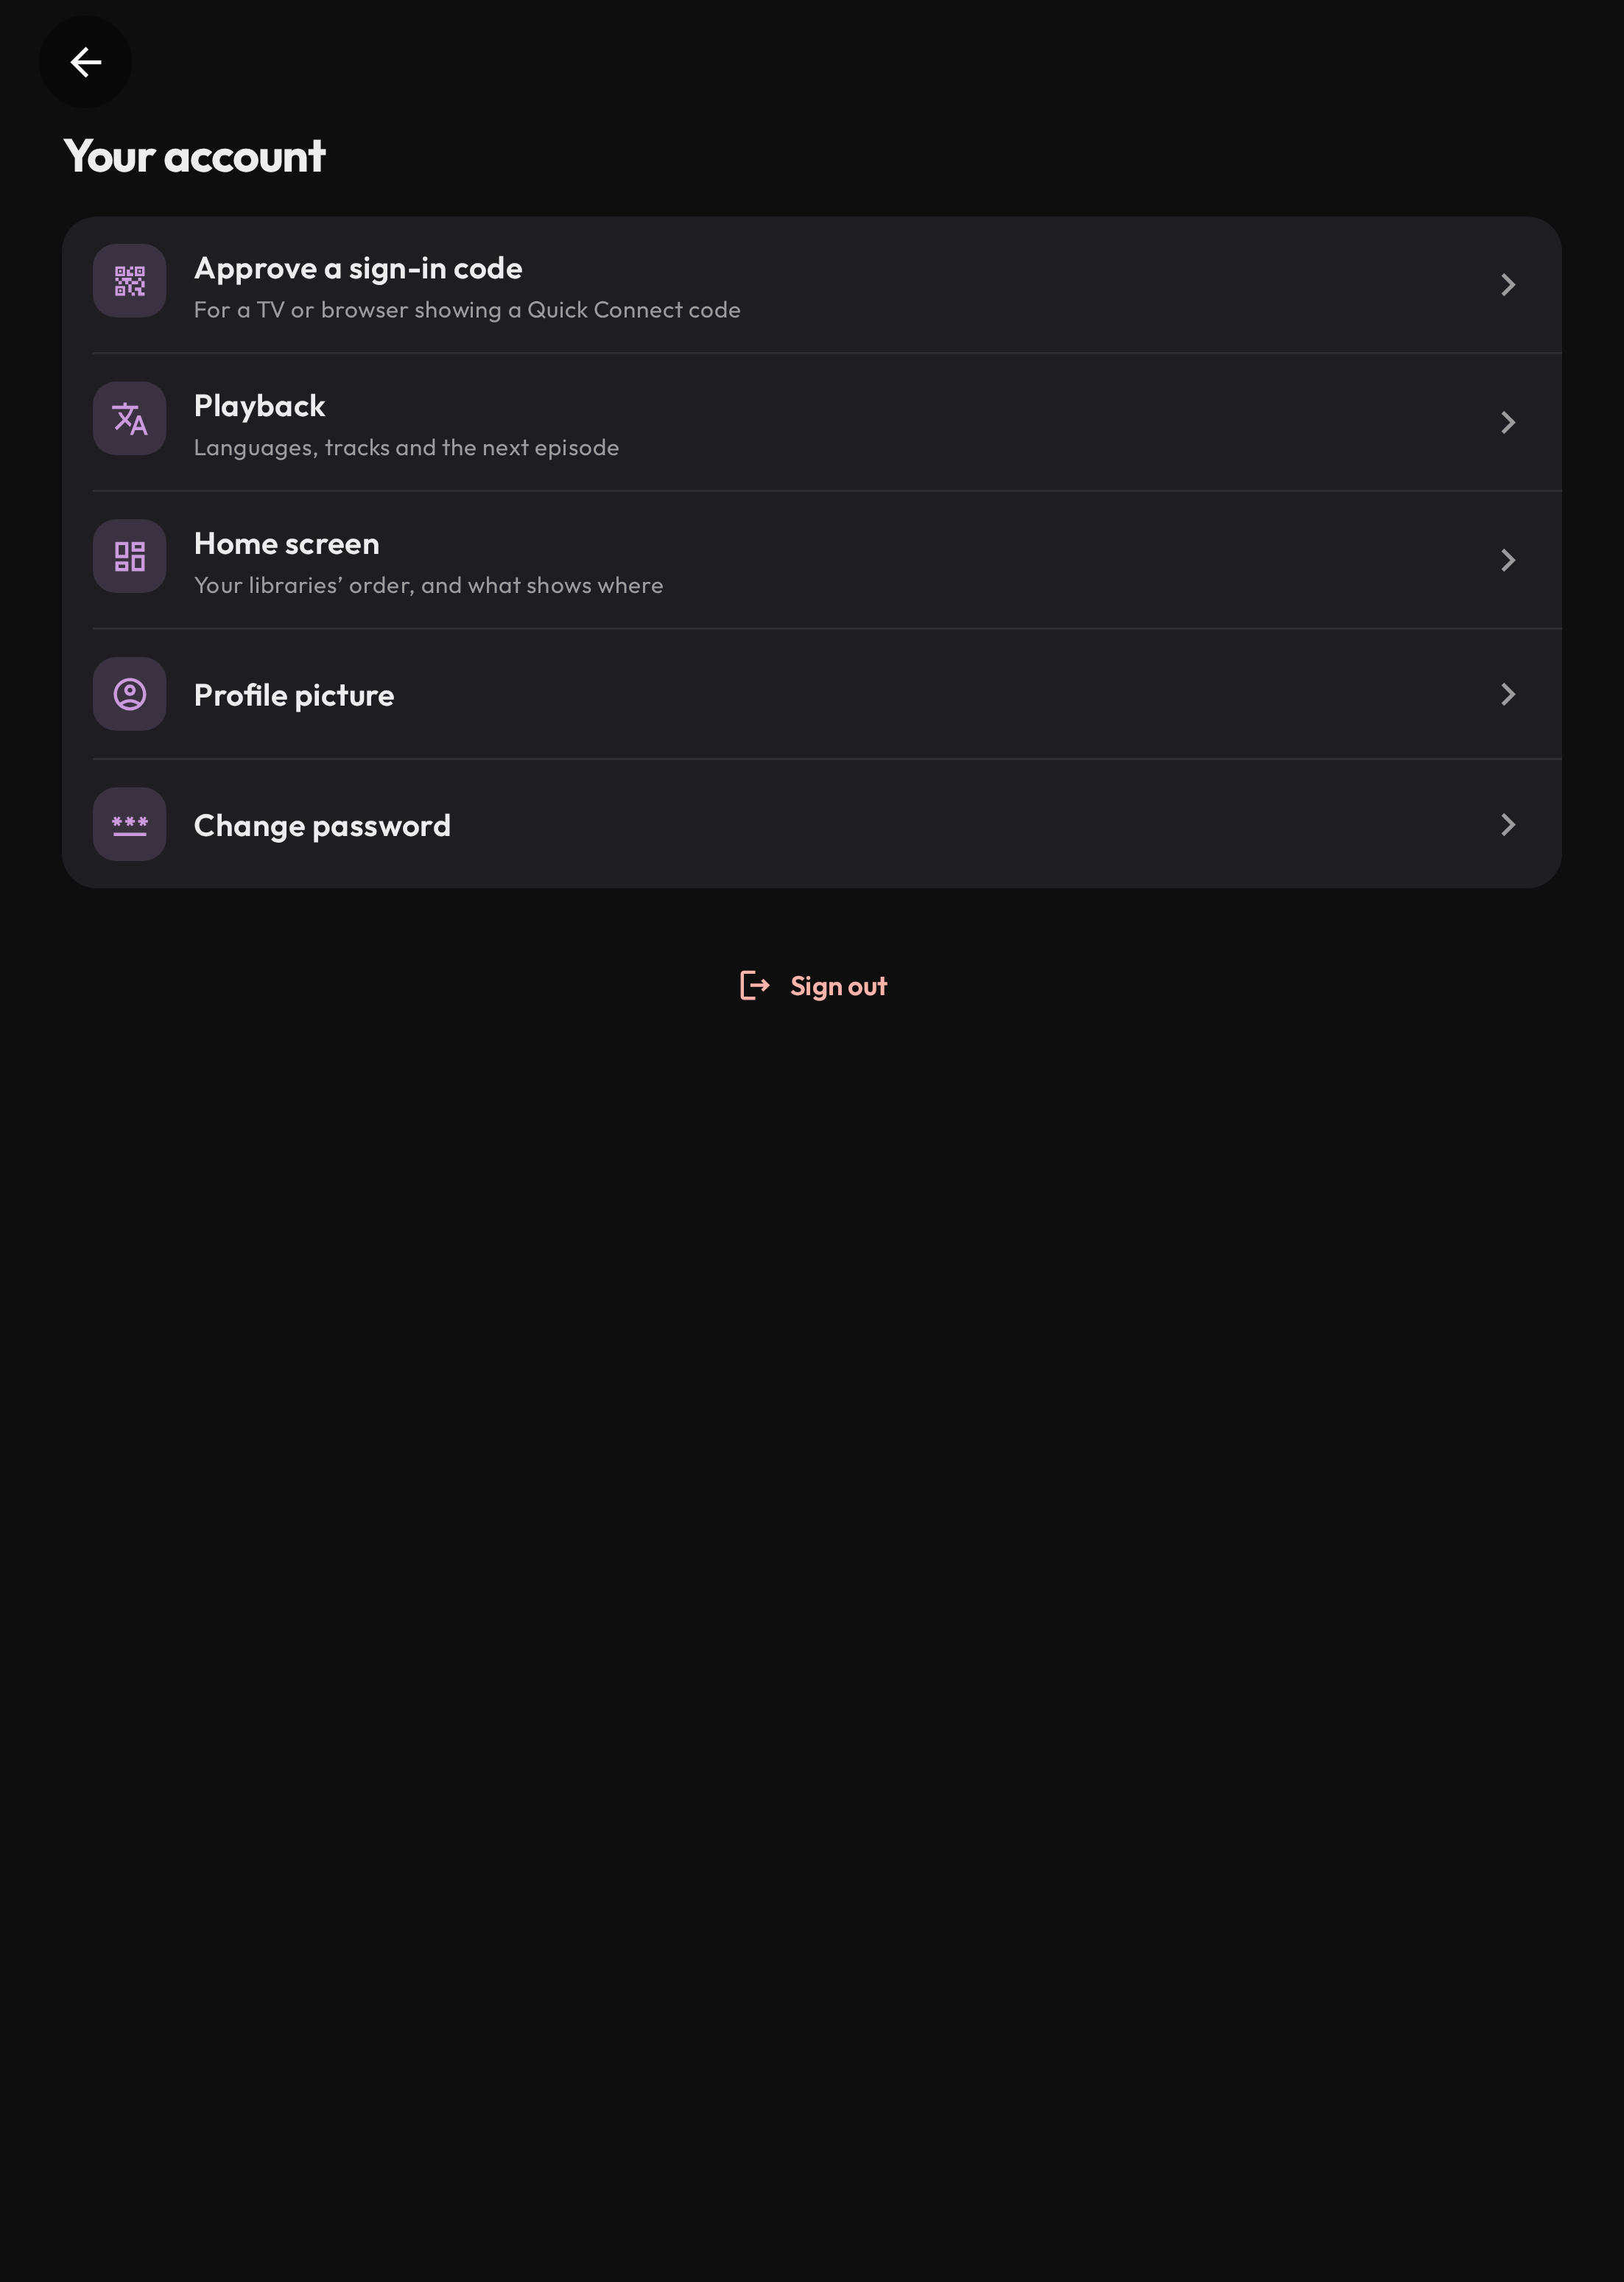 Your account
Approve a sign-in code
For a TV or browser showing a Quick Connect code
Playback
Languages, tracks and the next episode
Home screen
Your libraries’ order, and what shows where
Profile picture
Change password
Sign out